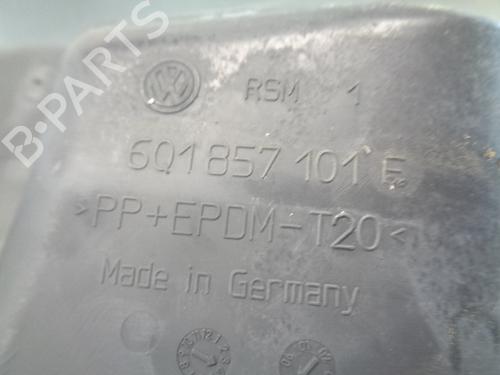 RSM 1
6Q1 857 101 E
>PP+EPDM-T20<
Made in Germany
B-Parts